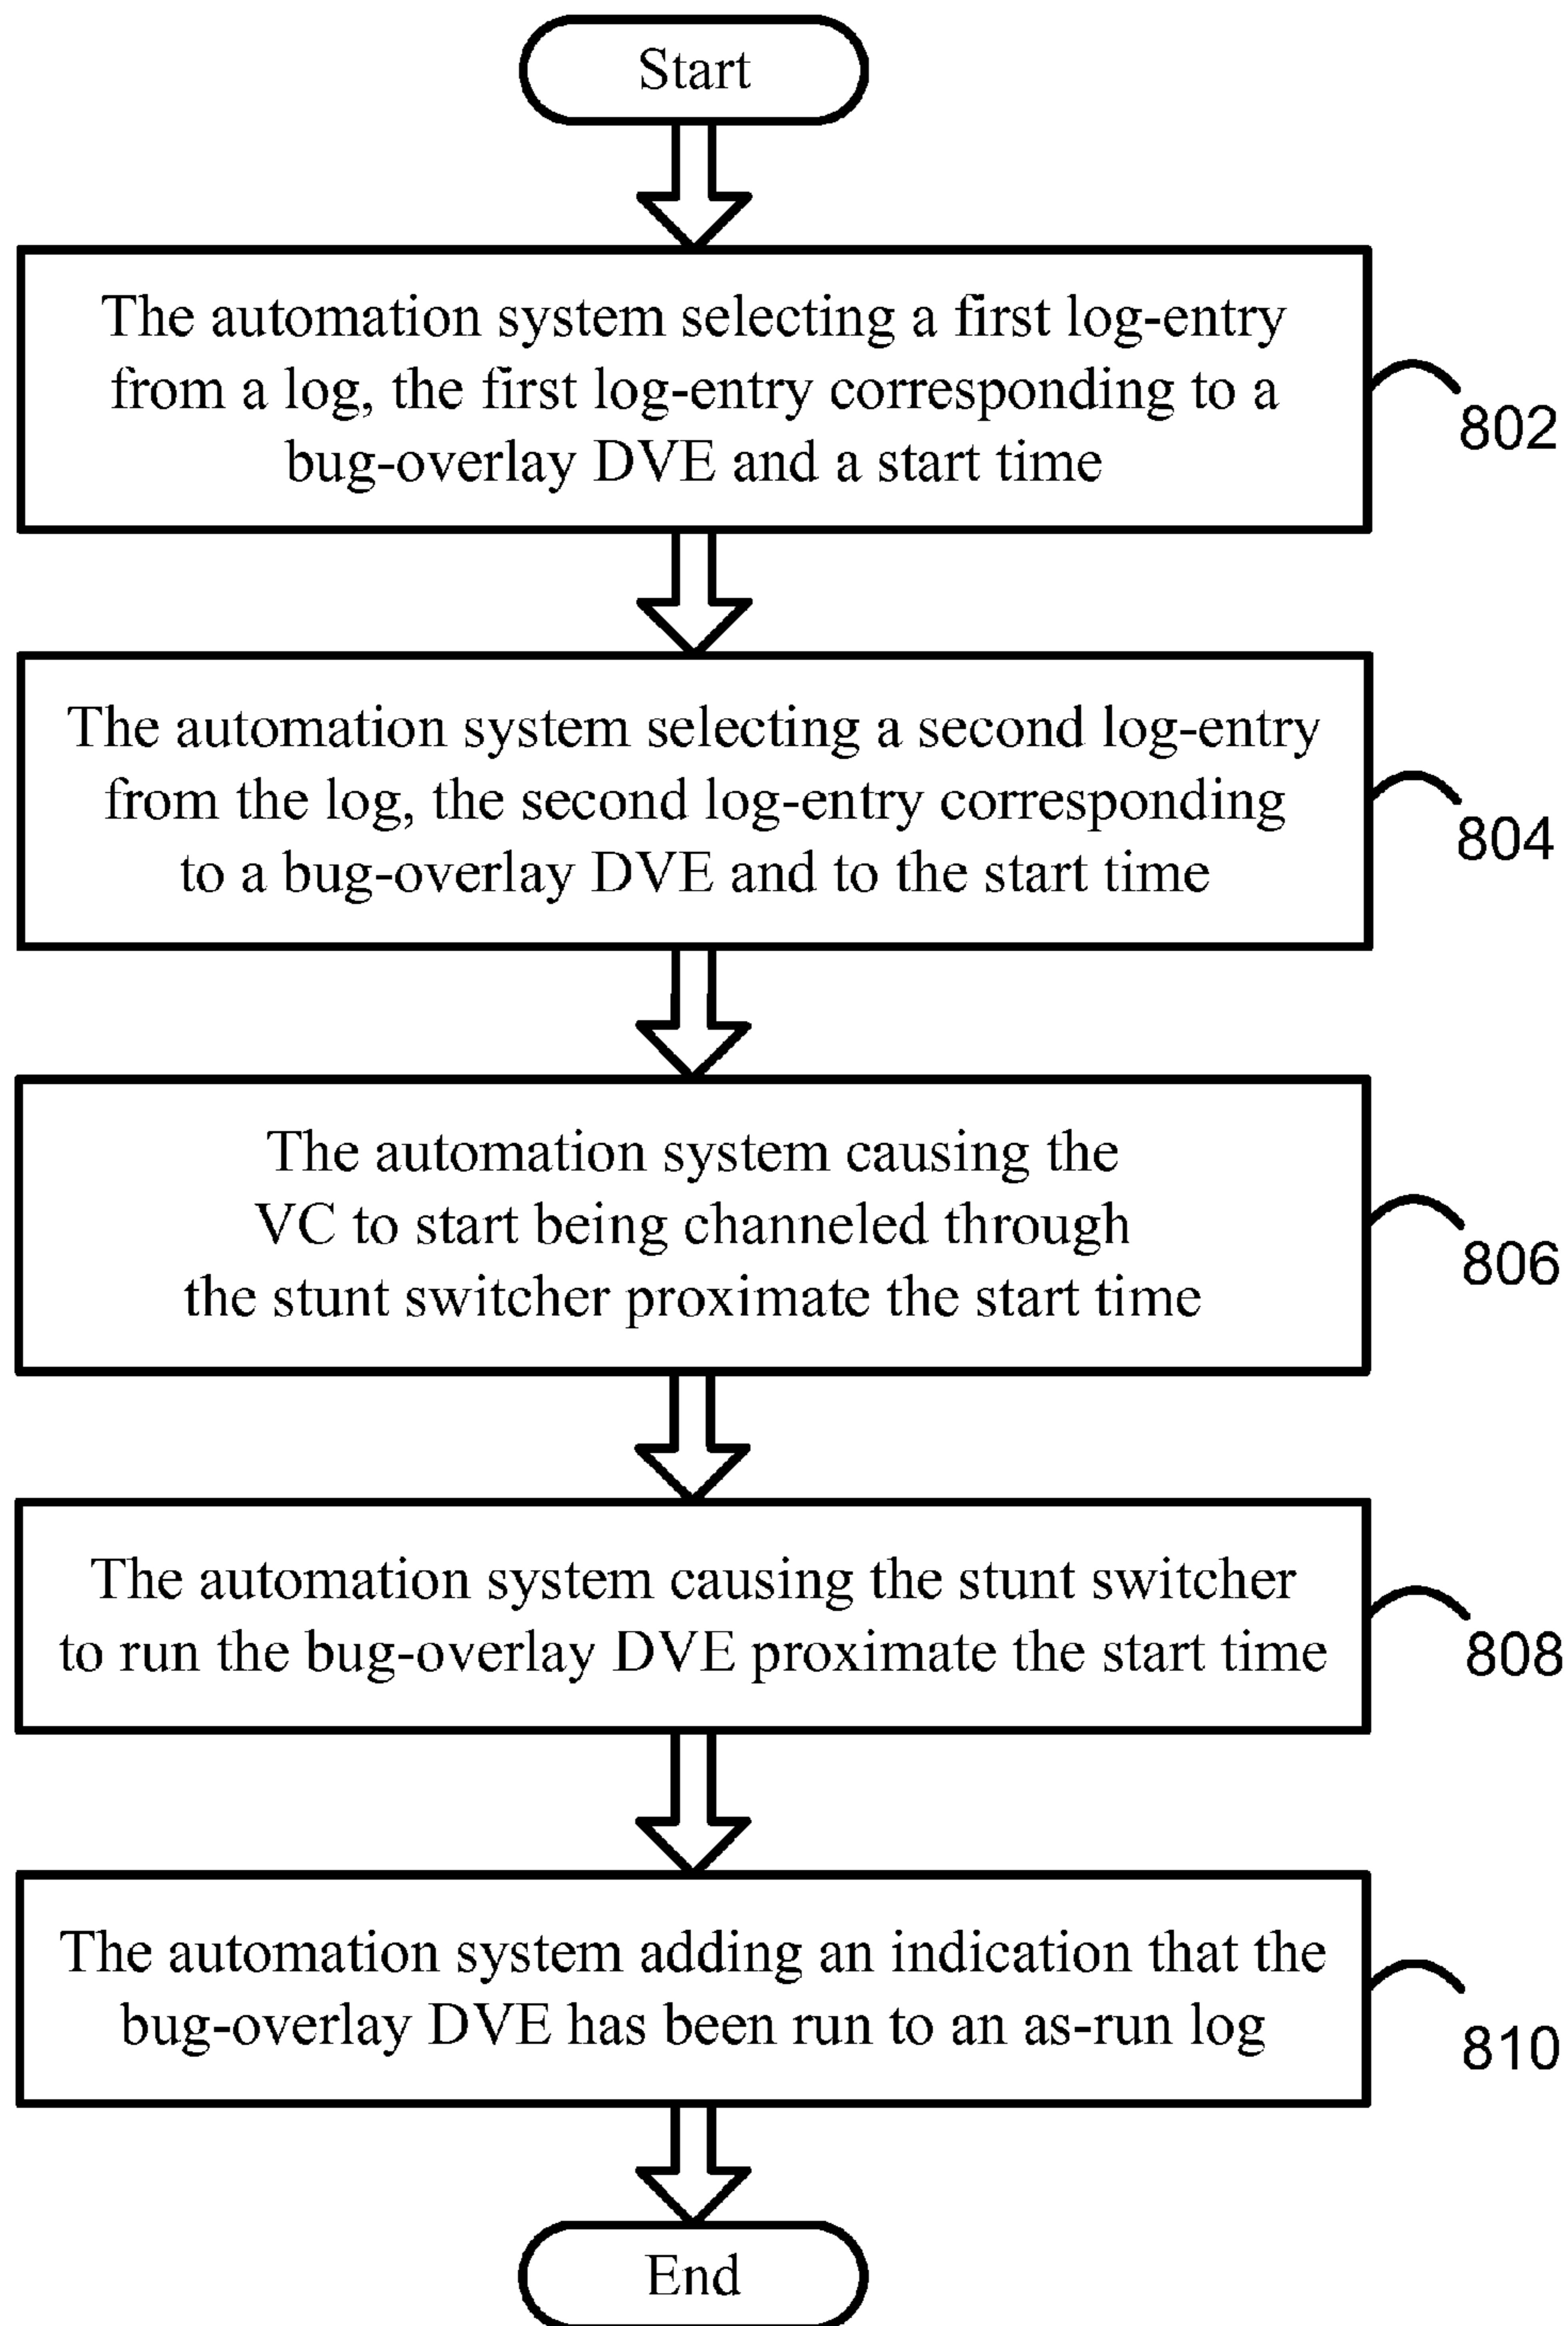 Start
The automation system selecting a first log-entry
from a log, the first log-entry corresponding to a
bug-overlay DVE and a start time
802
The automation system selecting a second log-entry
from the log, the second log-entry corresponding
to a bug-overlay DVE and to the start time
804
The automation system causing the
VC to start being channeled through
the stunt switcher proximate the start time
806
The automation system causing the stunt switcher
to run the bug-overlay DVE proximate the start time
808
The automation system adding an indication that the
bug-overlay DVE has been run to an as-run log
810
End